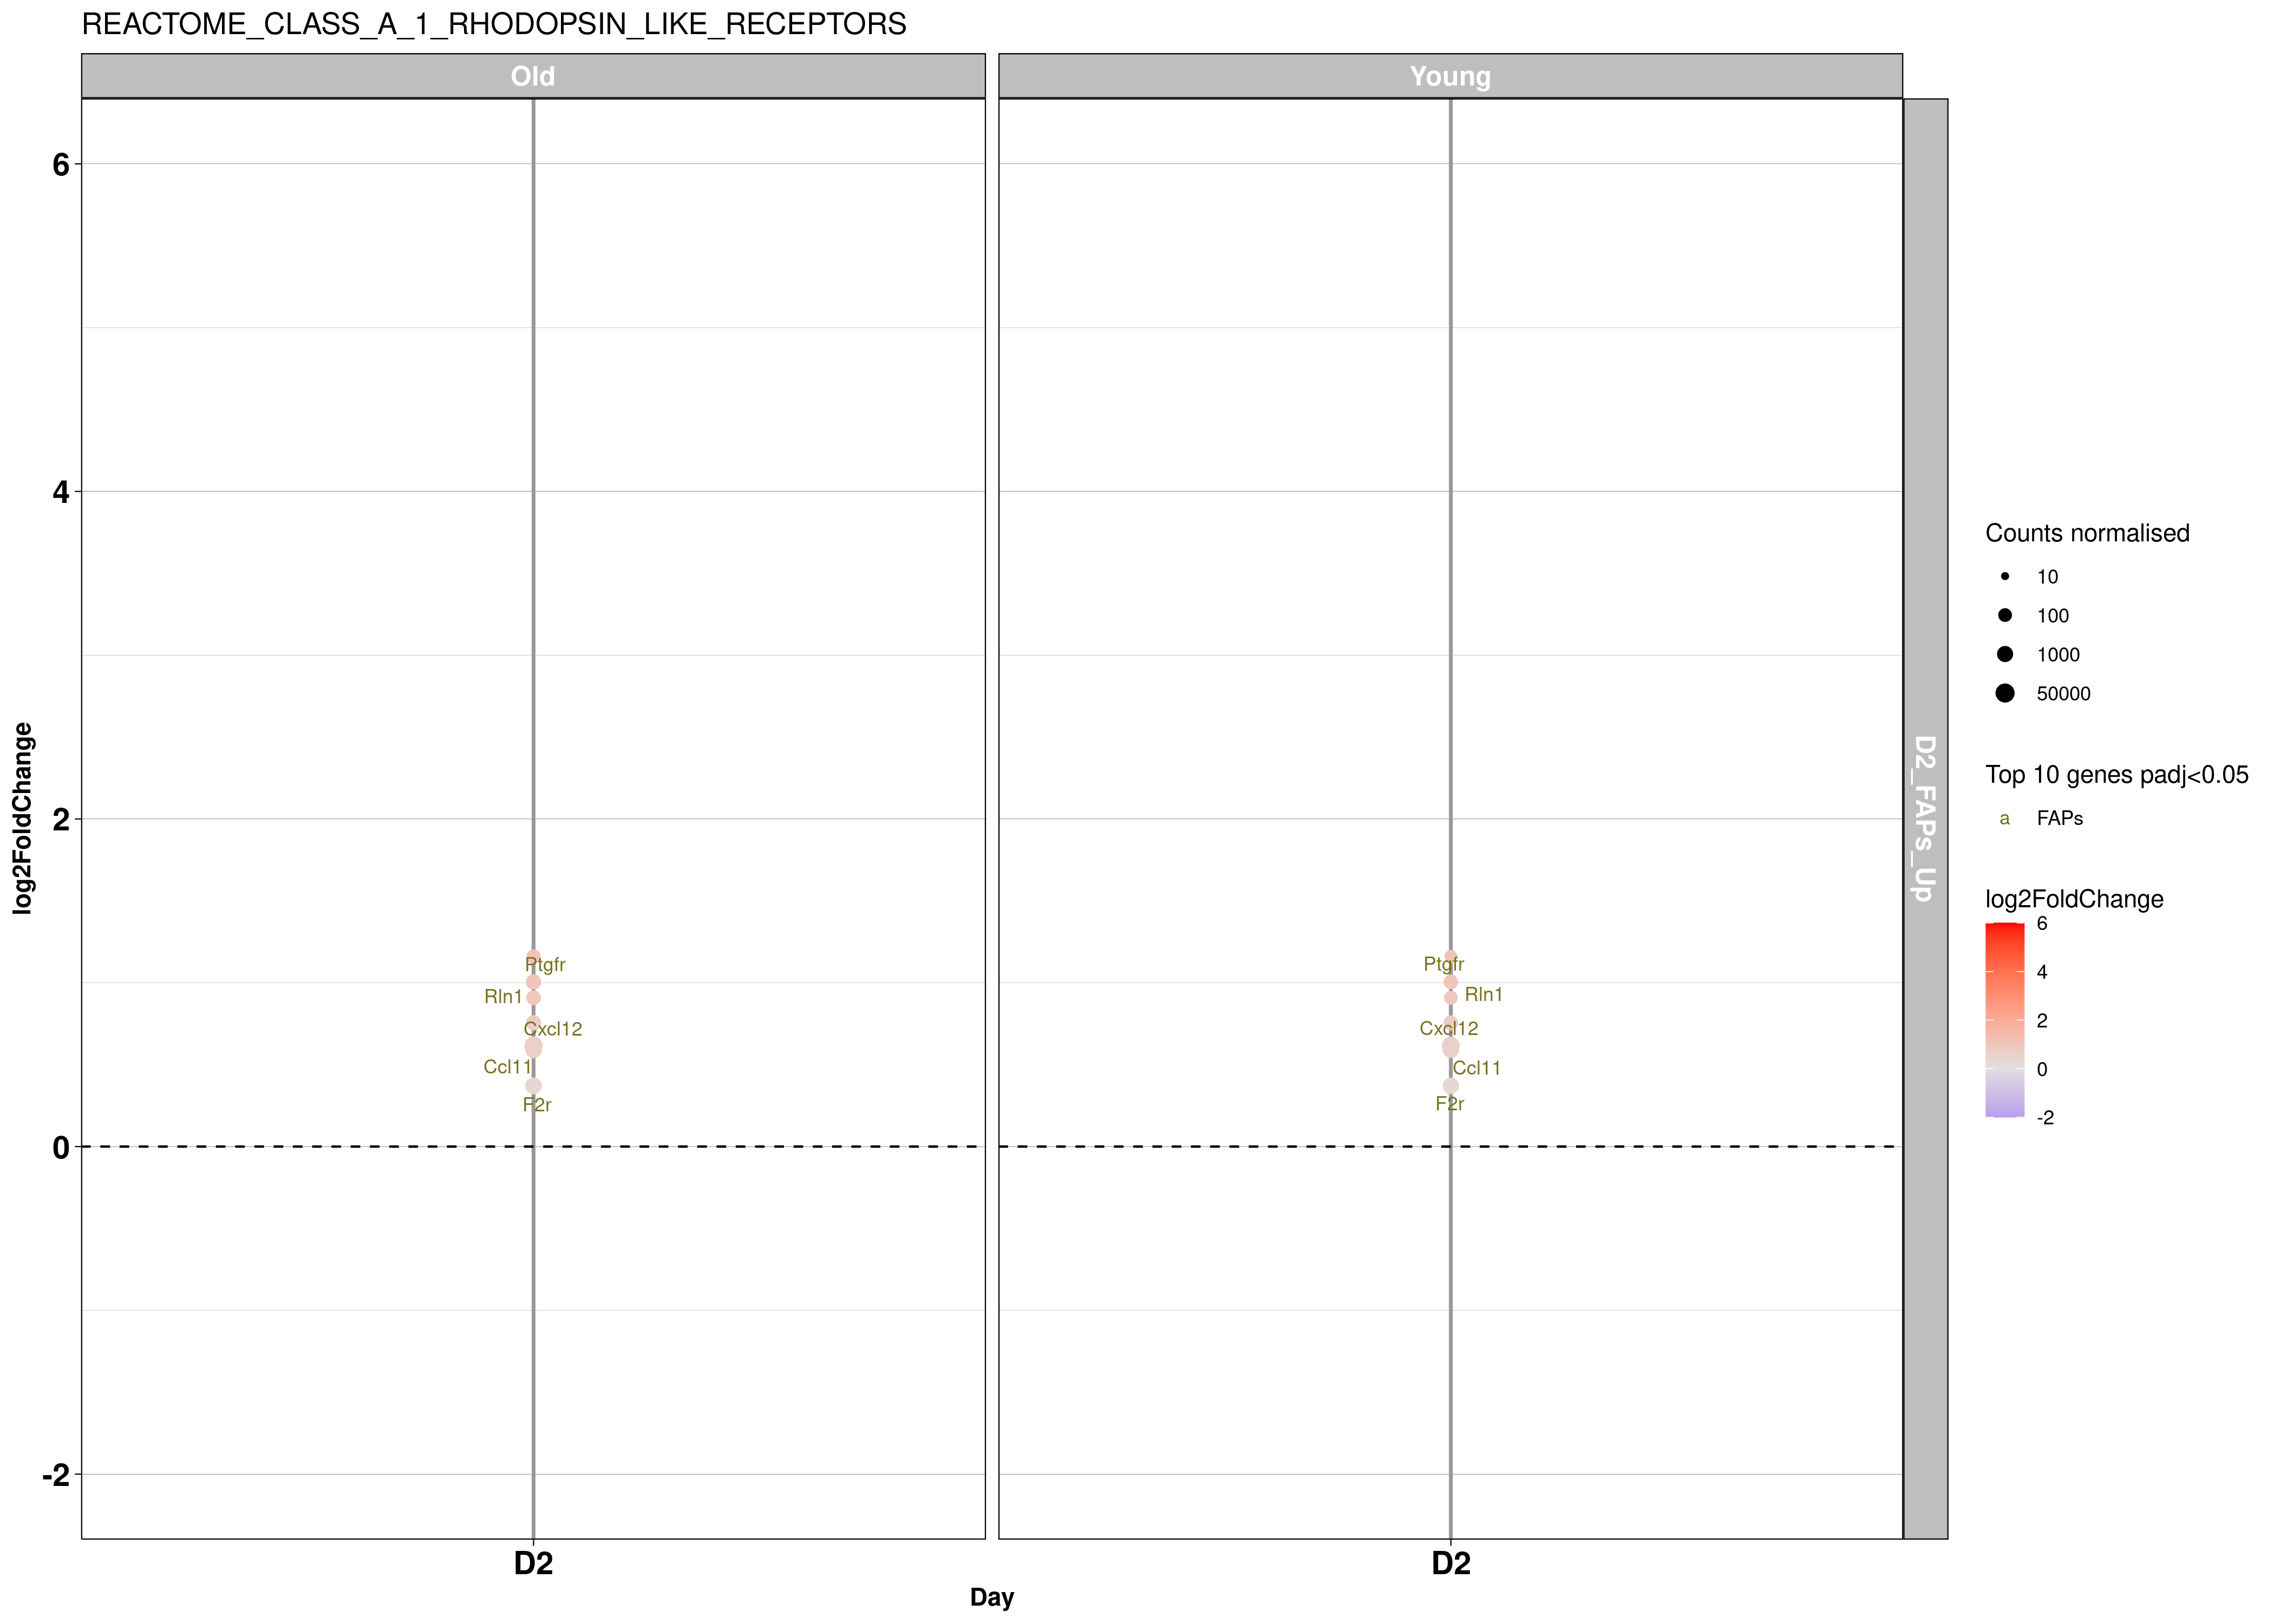 REACTOME_CLASS_A_1_RHODOPSIN_LIKE_RECEPTORS
Old
Young
D2_FAPs_Up
log2FoldChange
6
4
2
0
-2
Ptgfr
Rln1
Cxcl12
Ccl11
F2r
Ptgfr
Rln1
Cxcl12
Ccl11
F2r
D2
D2
Day
Counts normalised
10
100
1000
50000
Top 10 genes padj<0.05
a FAPs
log2FoldChange
6
4
2
0
-2